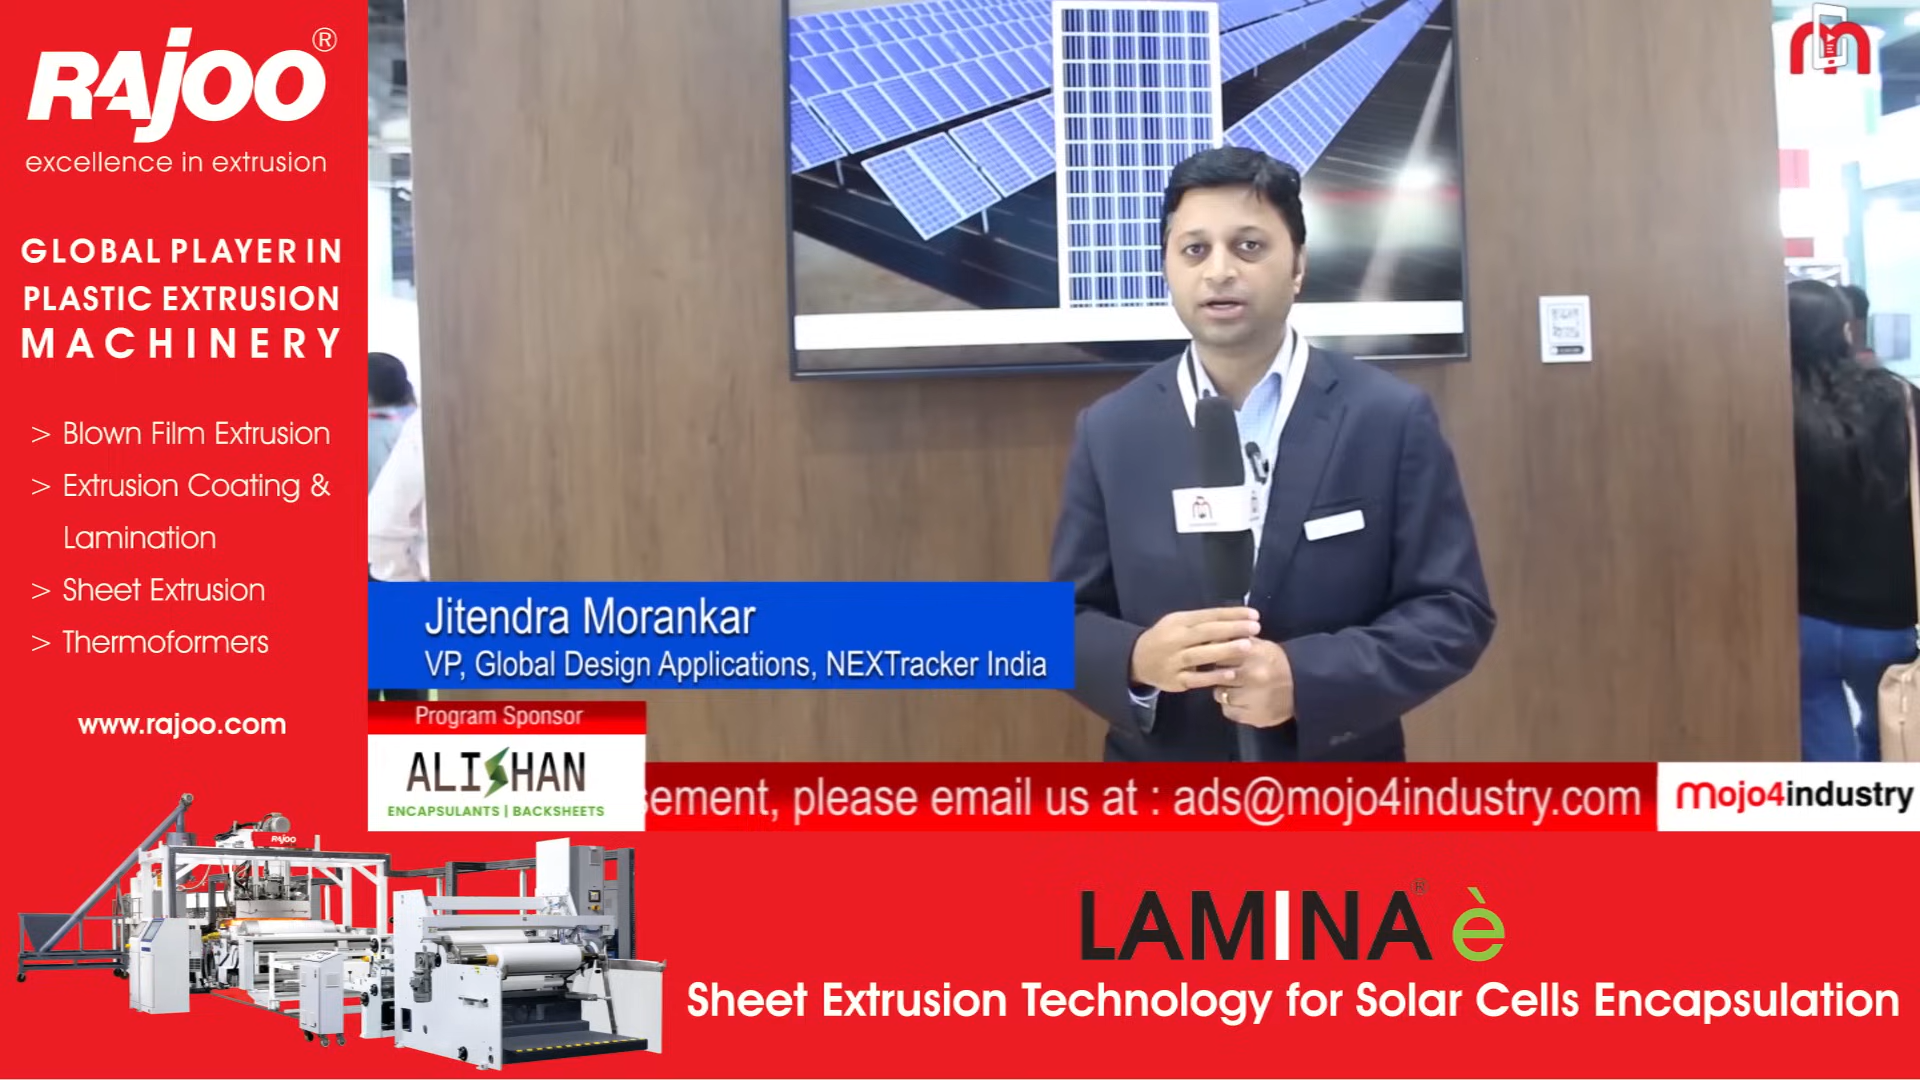 RAJOO®
excellence in extrusion
GLOBAL PLAYER IN
PLASTIC EXTRUSION
MACHINERY
> Blown Film Extrusion
> Extrusion Coating &
Lamination
> Sheet Extrusion
> Thermoformers
www.rajoo.com
Jitendra Morankar
VP, Global Design Applications, NEXTracker India
Program Sponsor
ALISHAN
ENCAPSULANTS | BACKSHEETS
sement, please email us at : ads@mojo4industry.com
mojo4industry
RAJOO
LAMINA® è
Sheet Extrusion Technology for Solar Cells Encapsulation